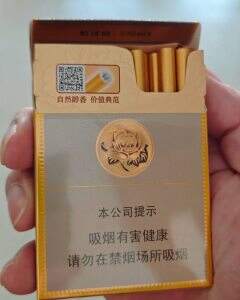 自然醇香 价值典范
本公司提示
吸烟有害健康
请勿在禁烟场所吸烟